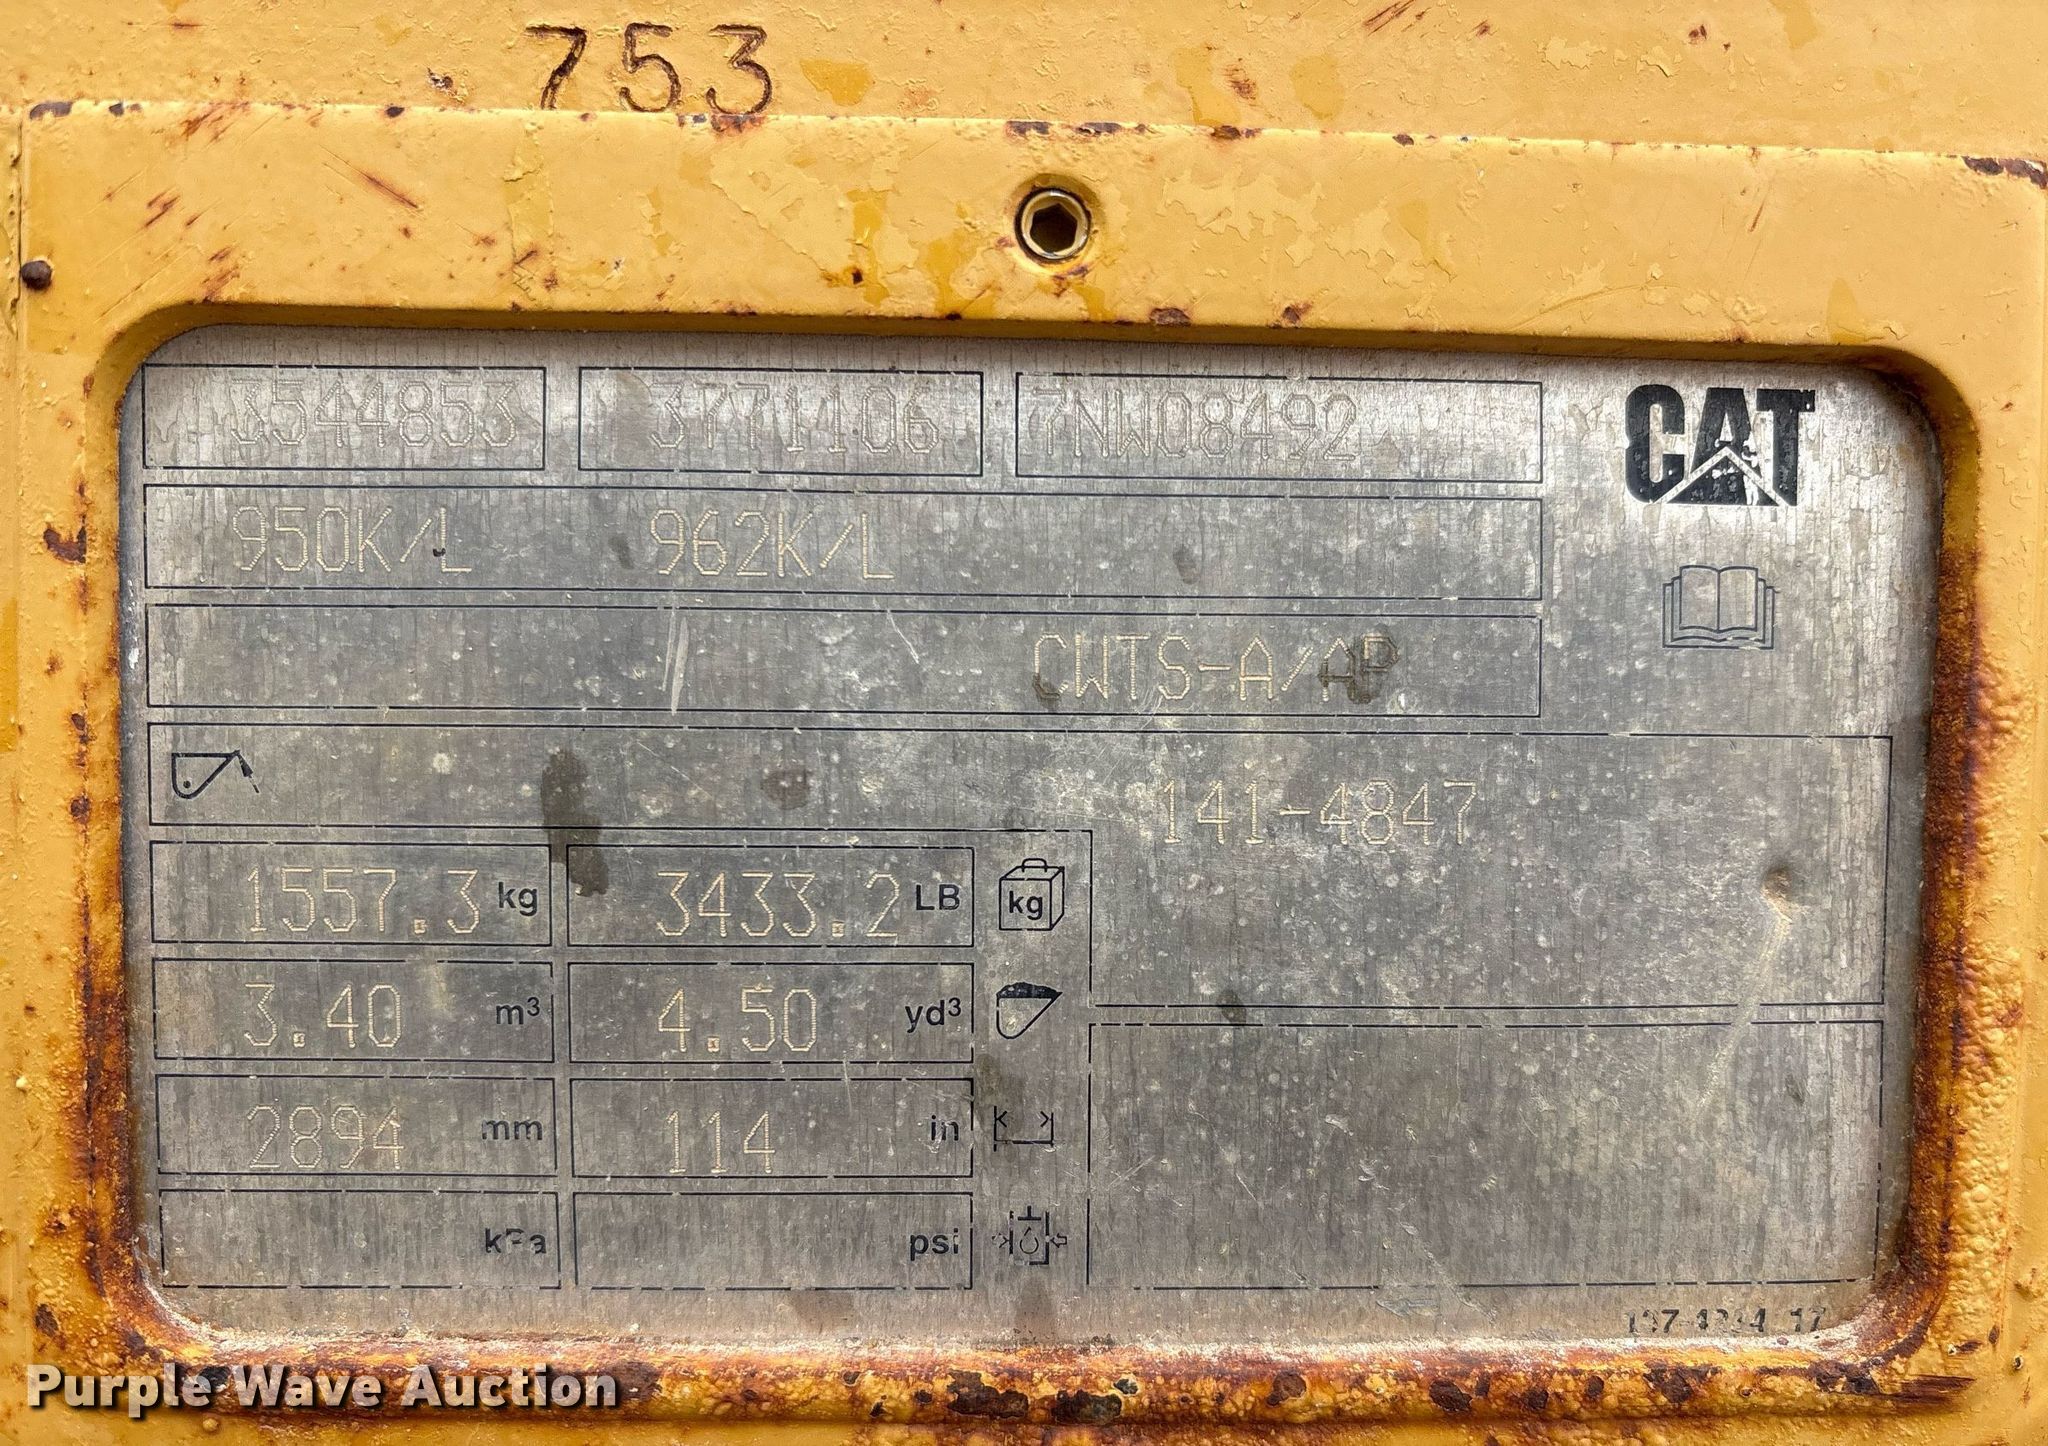 753
3544853 3771106 7NW08492 CAT
950K/L 962K/L
CWTS-A/AP
141-4847
1557.3 kg 3433.2 LB kg
3.40 m³ 4.50 yd³
2894 mm 114 in
kPa psi
Purple Wave Auction